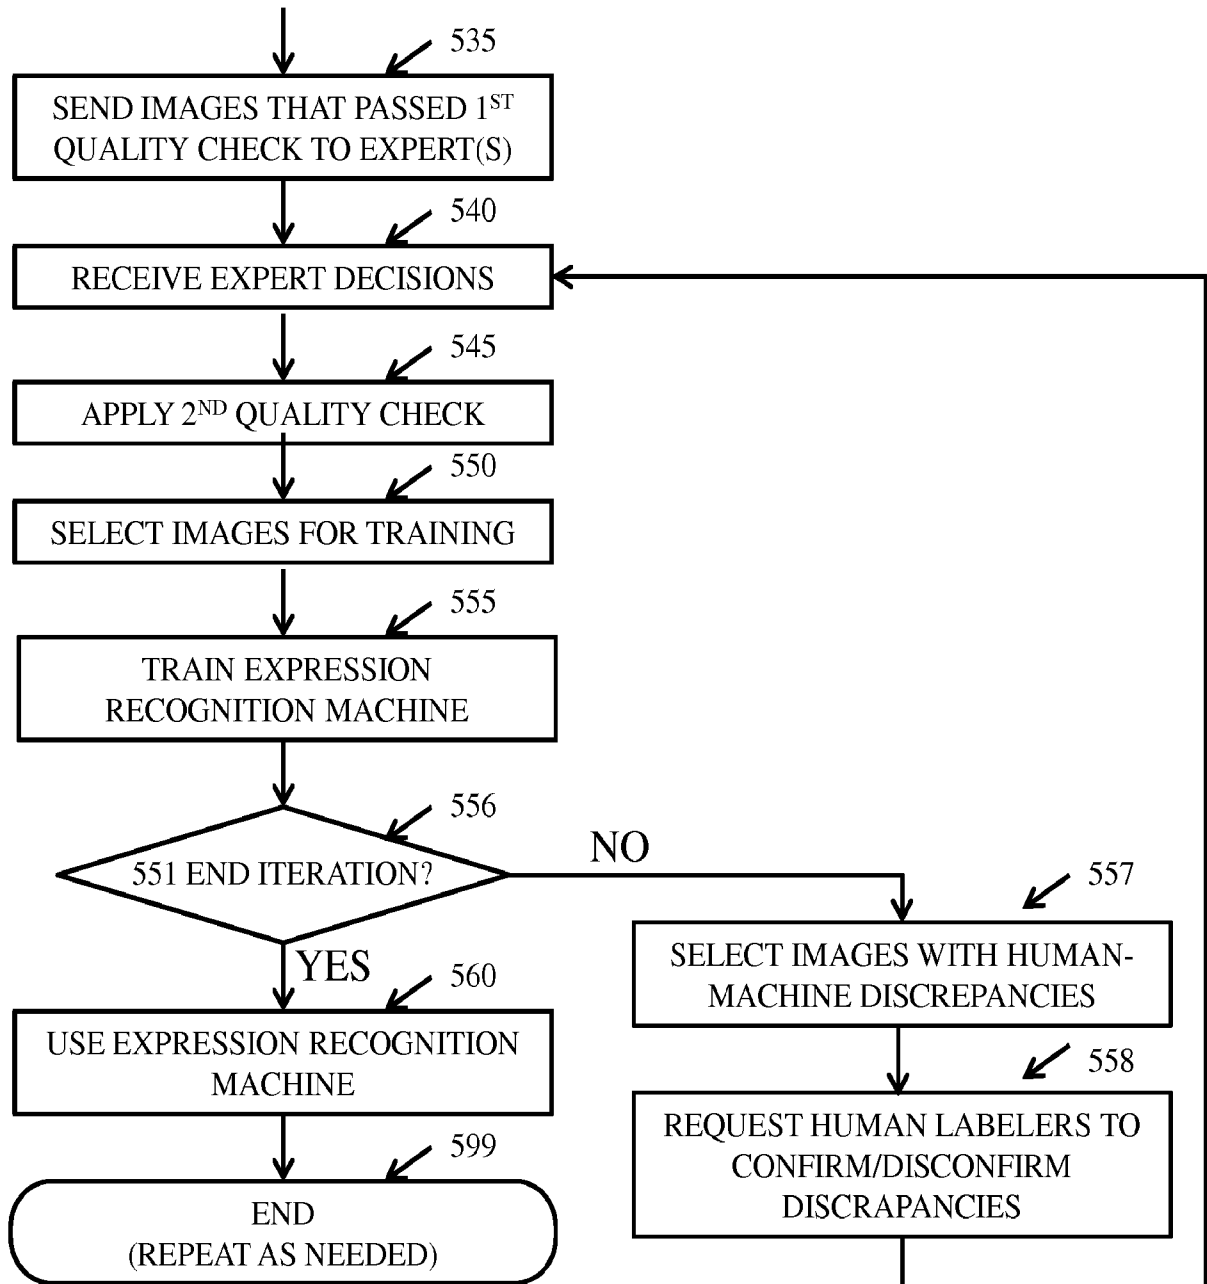 535
SEND IMAGES THAT PASSED 1ST
QUALITY CHECK TO EXPERT(S)
540
RECEIVE EXPERT DECISIONS
545
APPLY 2ND QUALITY CHECK
550
SELECT IMAGES FOR TRAINING
555
TRAIN EXPRESSION
RECOGNITION MACHINE
556
551 END ITERATION?
NO
YES
557
SELECT IMAGES WITH HUMAN-
MACHINE DISCREPANCIES
558
REQUEST HUMAN LABELERS TO
CONFIRM/DISCONFIRM
DISCRAPANCIES
560
USE EXPRESSION RECOGNITION
MACHINE
599
END
(REPEAT AS NEEDED)